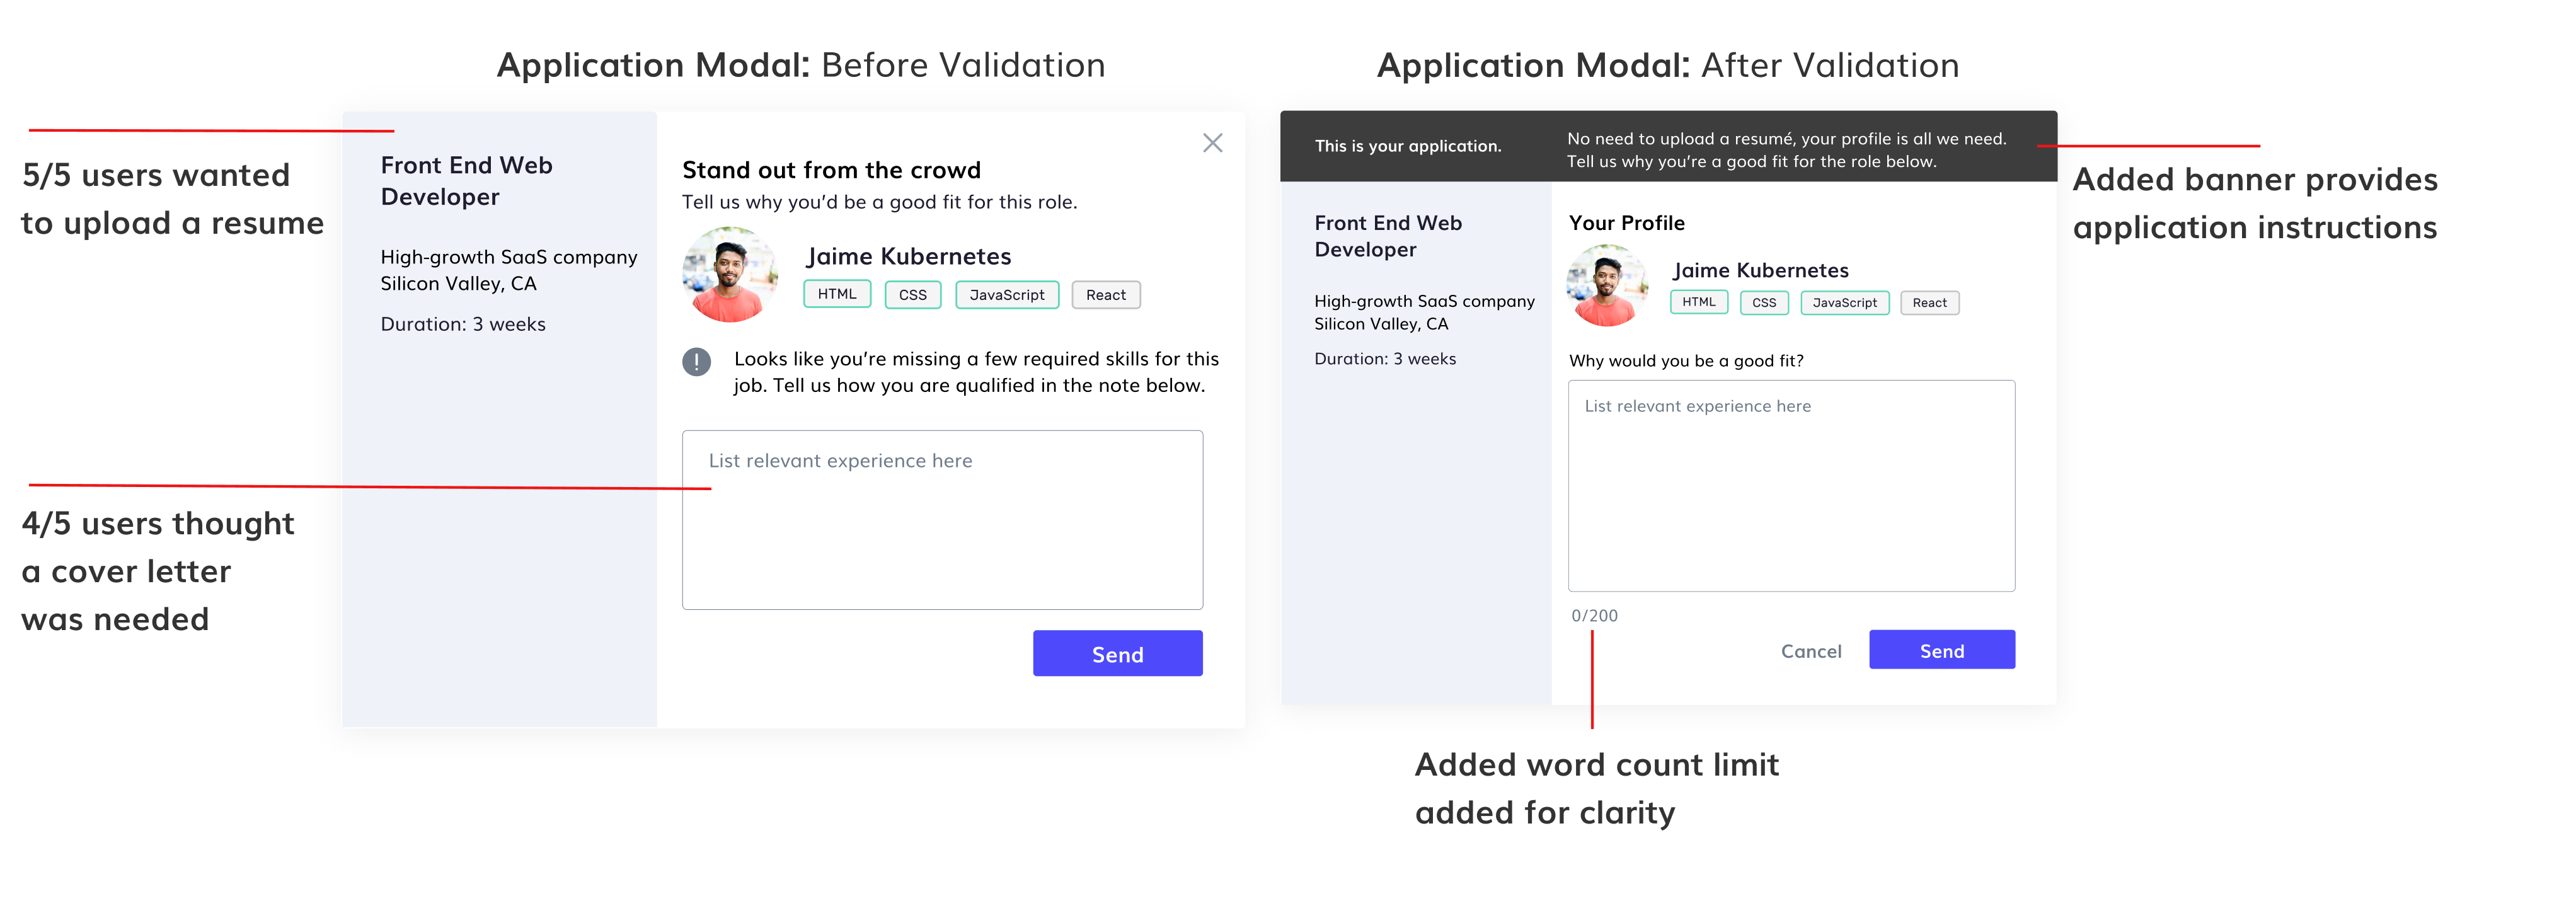 Application Modal: Before Validation
5/5 users wanted
to upload a resume
4/5 users thought
a cover letter
was needed
Front End Web
Developer
High-growth SaaS company
Silicon Valley, CA
Duration: 3 weeks
Stand out from the crowd
Tell us why you'd be a good fit for this role.
Jaime Kubernetes
HTML CSS JavaScript React
! Looks like you're missing a few required skills for this
job. Tell us how you are qualified in the note below.
List relevant experience here
Send
Application Modal: After Validation
This is your application.
No need to upload a resumé, your profile is all we need.
Tell us why you're a good fit for the role below.
Front End Web
Developer
High-growth SaaS company
Silicon Valley, CA
Duration: 3 weeks
Your Profile
Jaime Kubernetes
HTML CSS JavaScript React
Why would you be a good fit?
List relevant experience here
0/200
Cancel Send
Added banner provides
application instructions
Added word count limit
added for clarity